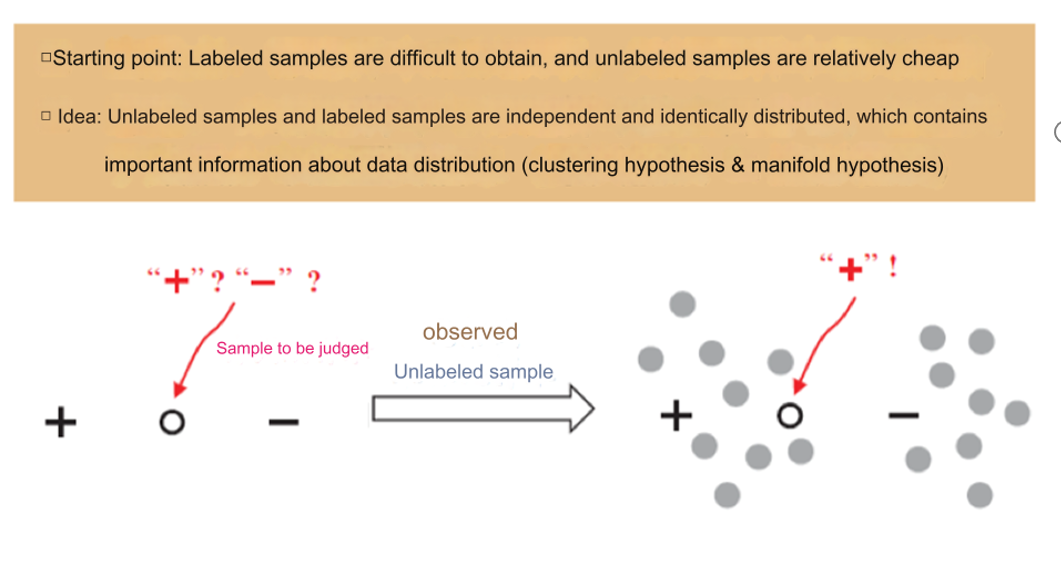 □Starting point: Labeled samples are difficult to obtain, and unlabeled samples are relatively cheap
□ Idea: Unlabeled samples and labeled samples are independent and identically distributed, which contains
important information about data distribution (clustering hypothesis & manifold hypothesis)
“+”? “−” ?
“+” !
Sample to be judged
observed
Unlabeled sample
+ O −
+ O −